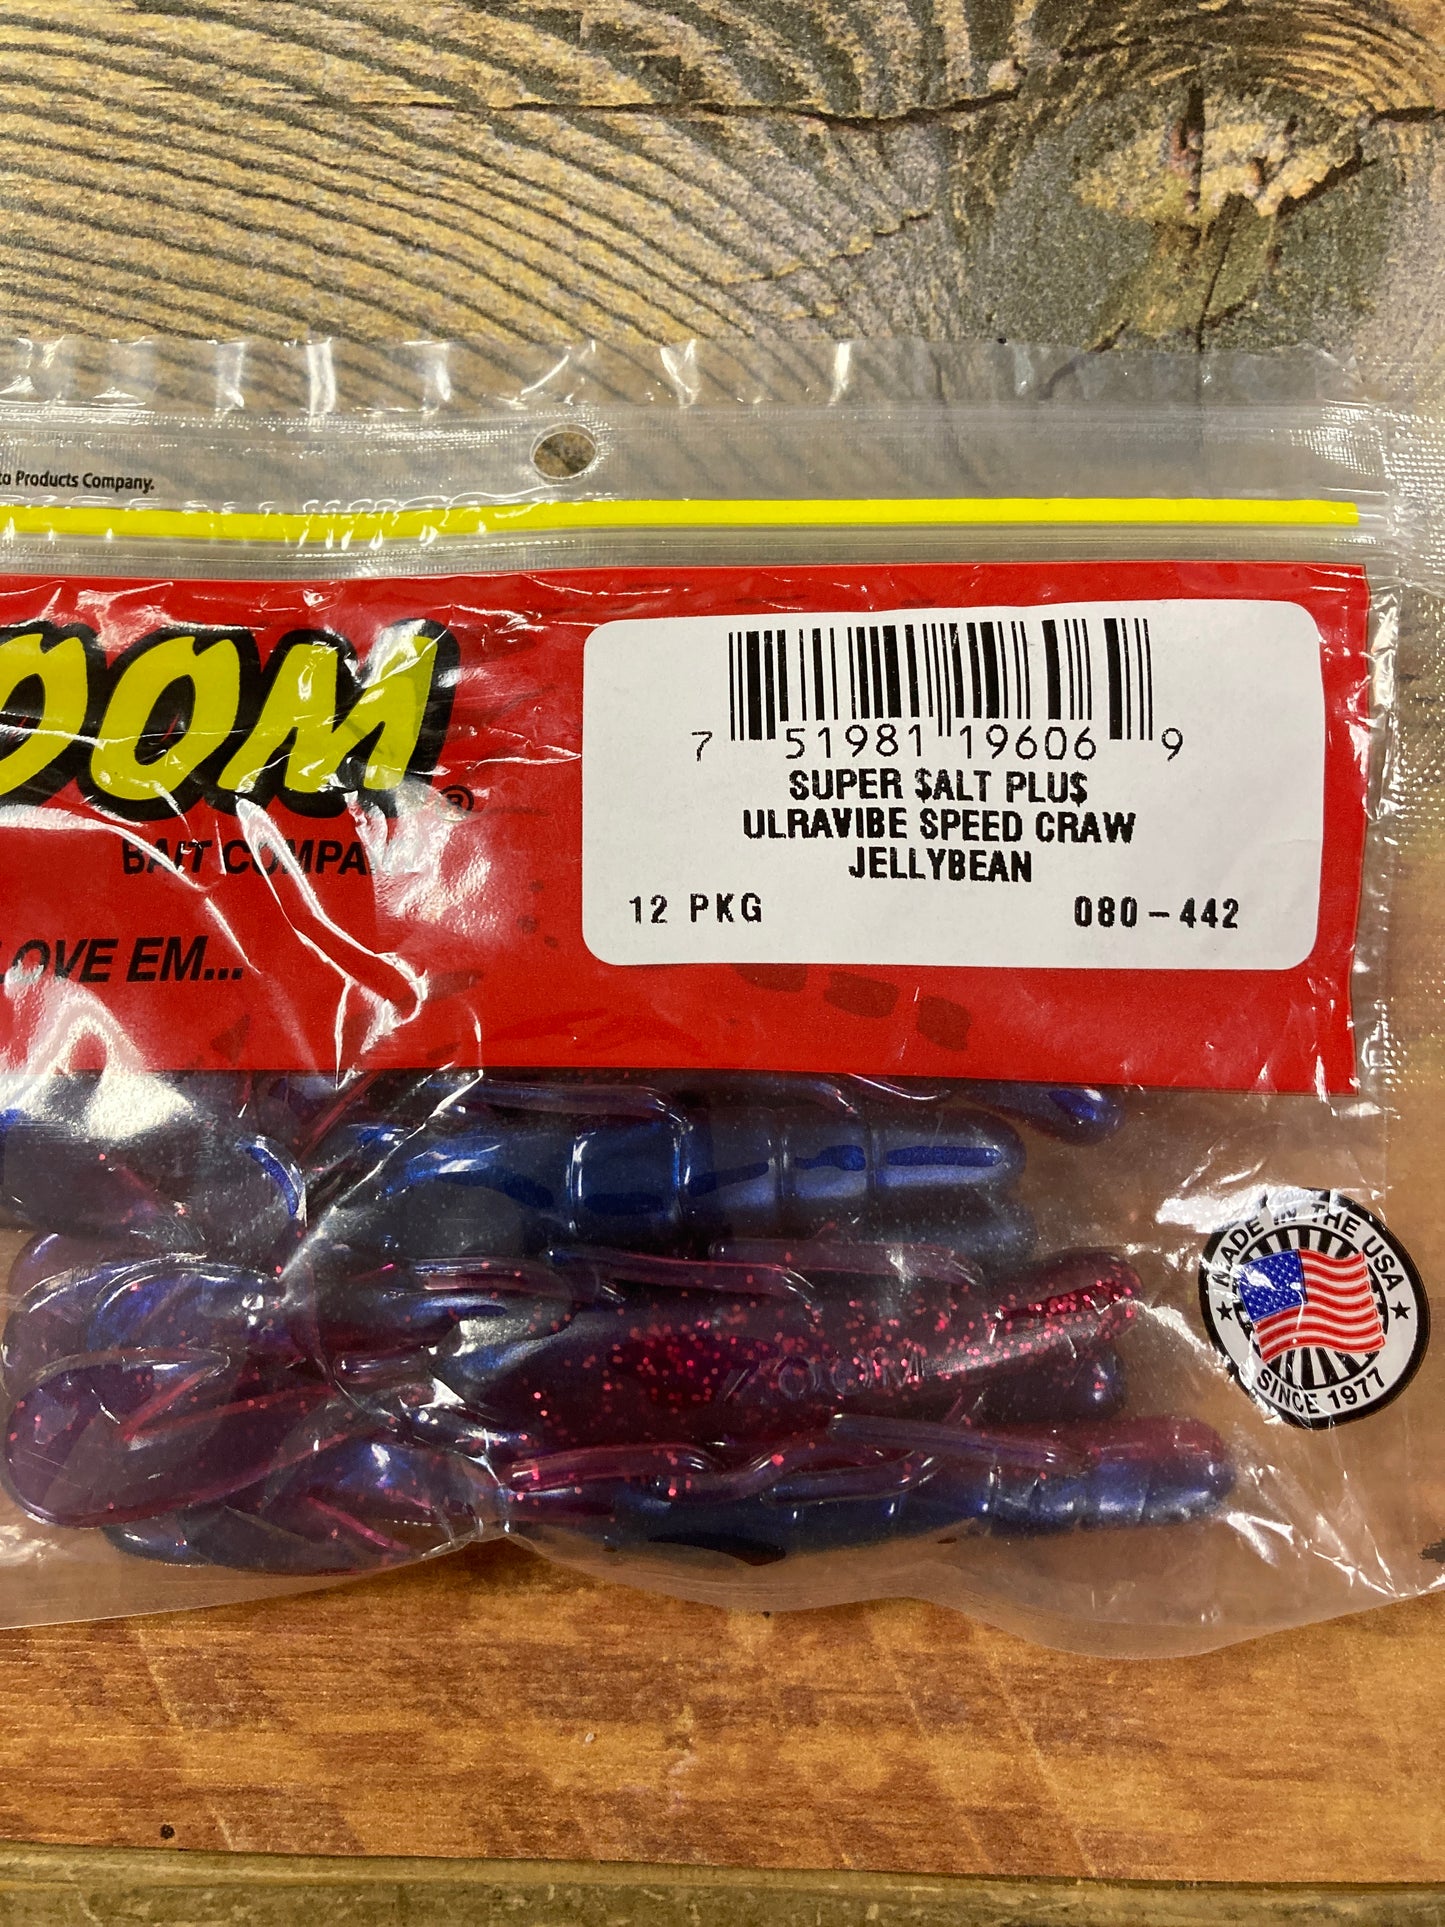 to Products Company.
OOM®
BAIT COMPA
LOVE EM...
7 51981 19606 9
SUPER $ALT PLU$
ULRAVIBE SPEED CRAW
JELLYBEAN
12 PKG 080-442
ZOOM
MADE IN THE USA
SINCE 1977